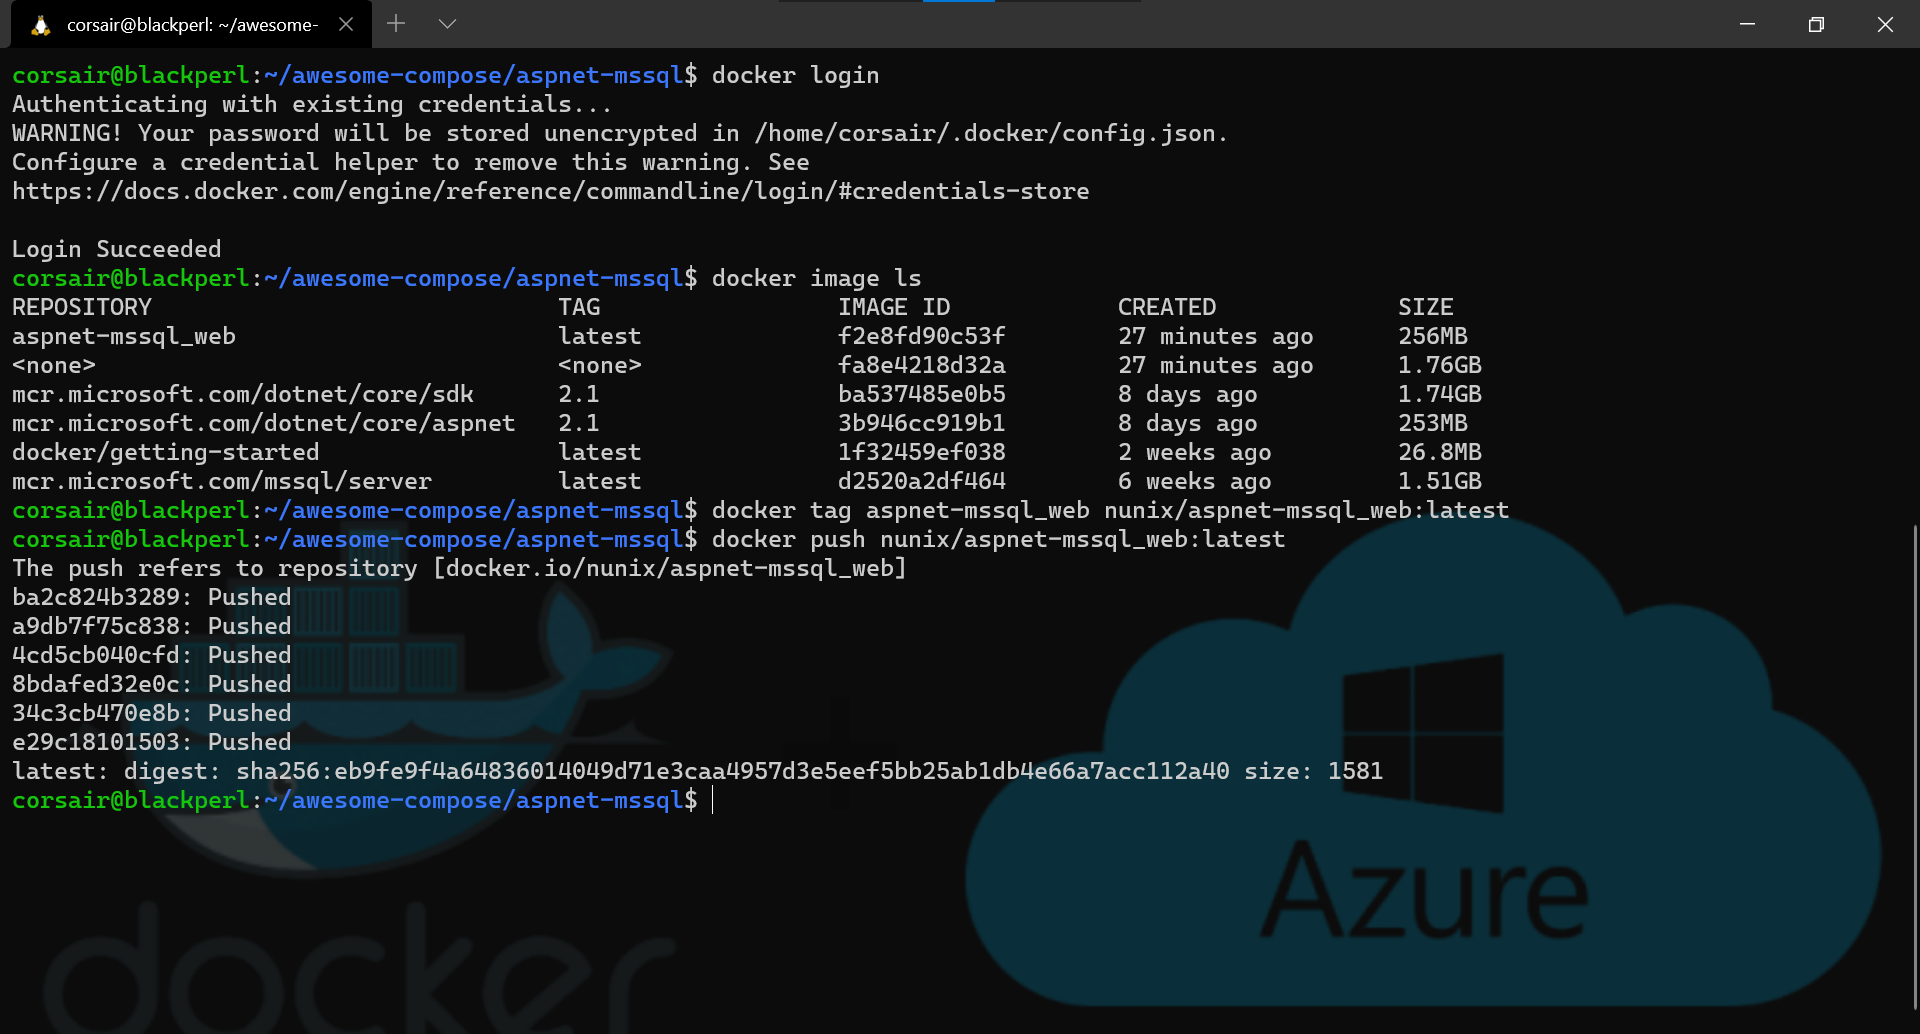 corsair@blackperl: ~/awesome-
corsair@blackperl:~/awesome-compose/aspnet-mssql$ docker login
Authenticating with existing credentials...
WARNING! Your password will be stored unencrypted in /home/corsair/.docker/config.json.
Configure a credential helper to remove this warning. See
https://docs.docker.com/engine/reference/commandline/login/#credentials-store
Login Succeeded
corsair@blackperl:~/awesome-compose/aspnet-mssql$ docker image ls
REPOSITORY TAG IMAGE ID CREATED SIZE
aspnet-mssql_web latest f2e8fd90c53f 27 minutes ago 256MB
<none> <none> fa8e4218d32a 27 minutes ago 1.76GB
mcr.microsoft.com/dotnet/core/sdk 2.1 ba537485e0b5 8 days ago 1.74GB
mcr.microsoft.com/dotnet/core/aspnet 2.1 3b946cc919b1 8 days ago 253MB
docker/getting-started latest 1f32459ef038 2 weeks ago 26.8MB
mcr.microsoft.com/mssql/server latest d2520a2df464 6 weeks ago 1.51GB
corsair@blackperl:~/awesome-compose/aspnet-mssql$ docker tag aspnet-mssql_web nunix/aspnet-mssql_web:latest
corsair@blackperl:~/awesome-compose/aspnet-mssql$ docker push nunix/aspnet-mssql_web:latest
The push refers to repository [docker.io/nunix/aspnet-mssql_web]
ba2c824b3289: Pushed
a9db7f75c838: Pushed
4cd5cb040cfd: Pushed
8bdafed32e0c: Pushed
34c3cb470e8b: Pushed
e29c18101503: Pushed
latest: digest: sha256:eb9fe9f4a64836014049d71e3caa4957d3e5eef5bb25ab1db4e66a7acc112a40 size: 1581
corsair@blackperl:~/awesome-compose/aspnet-mssql$
Azure
docker